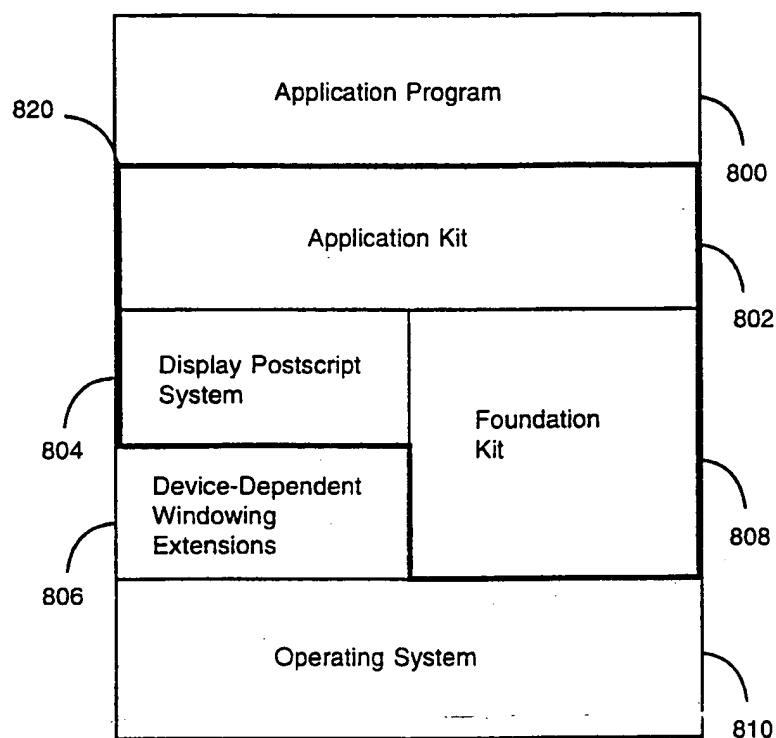 Application Program
820
800
Application Kit
802
Display Postscript
System
804
Foundation
Kit
Device-Dependent
Windowing
Extensions
808
806
Operating System
810